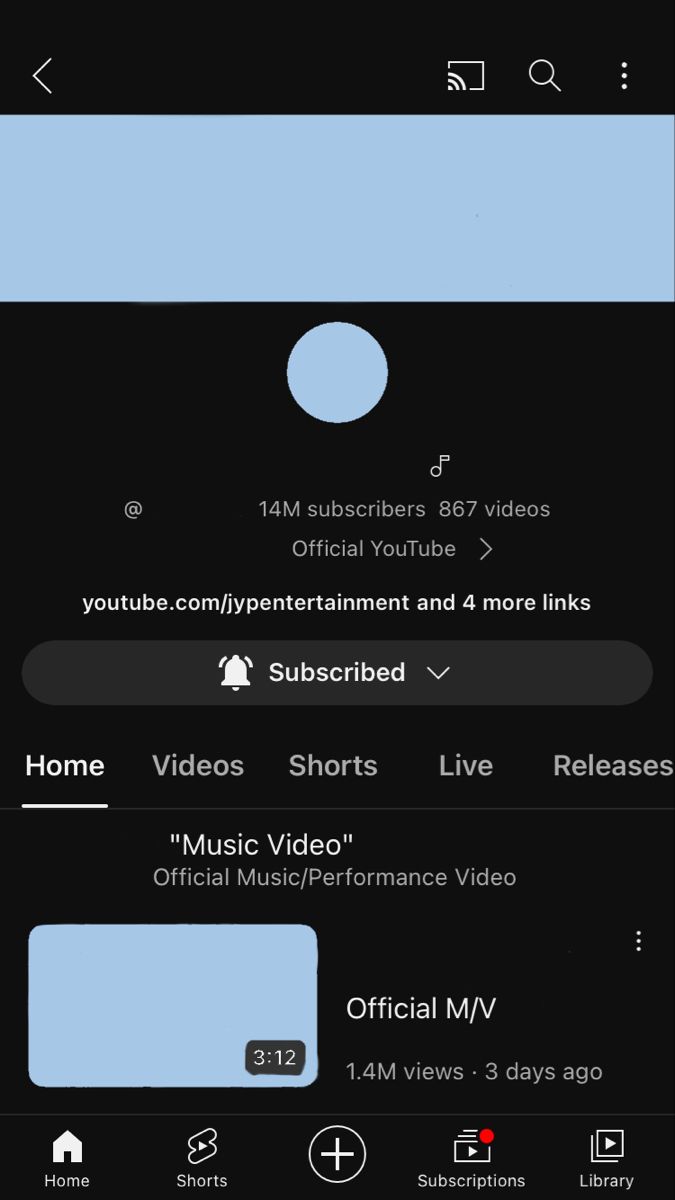 @ 14M subscribers 867 videos
Official YouTube
youtube.com/jypentertainment and 4 more links
Subscribed
Home Videos Shorts Live Releases
"Music Video"
Official Music/Performance Video
3:12
Official M/V
1.4M views · 3 days ago
Home Shorts Subscriptions Library